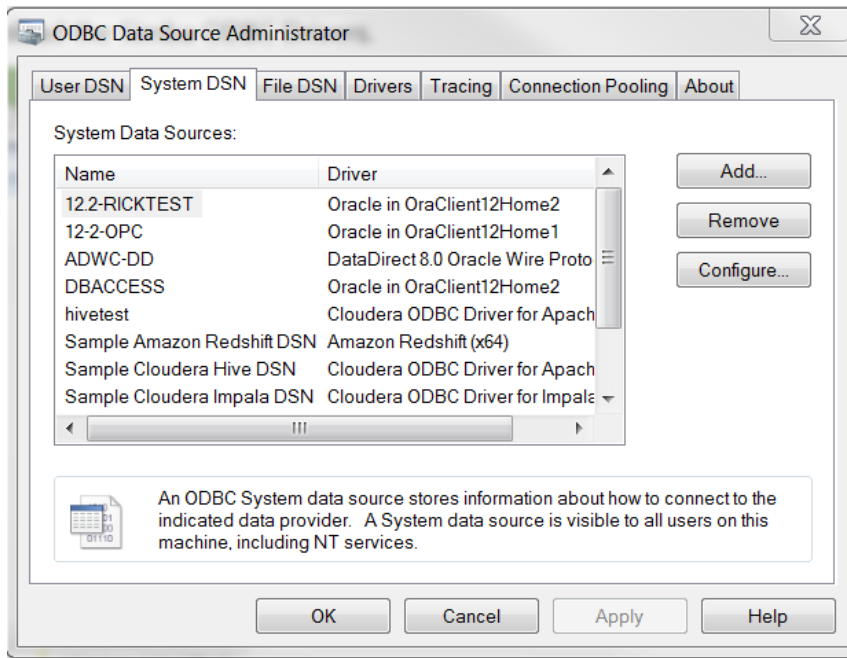 ODBC Data Source Administrator
User DSN System DSN File DSN Drivers Tracing Connection Pooling About
System Data Sources:
Name Driver
12.2-RICKTEST Oracle in OraClient12Home2
12-2-OPC Oracle in OraClient12Home1
ADWC-DD DataDirect 8.0 Oracle Wire Proto
DBACCESS Oracle in OraClient12Home2
hivetest Cloudera ODBC Driver for Apach
Sample Amazon Redshift DSN Amazon Redshift (x64)
Sample Cloudera Hive DSN Cloudera ODBC Driver for Apach
Sample Cloudera Impala DSN Cloudera ODBC Driver for Impala
Add...
Remove
Configure...
An ODBC System data source stores information about how to connect to the
indicated data provider. A System data source is visible to all users on this
machine, including NT services.
OK Cancel Apply Help